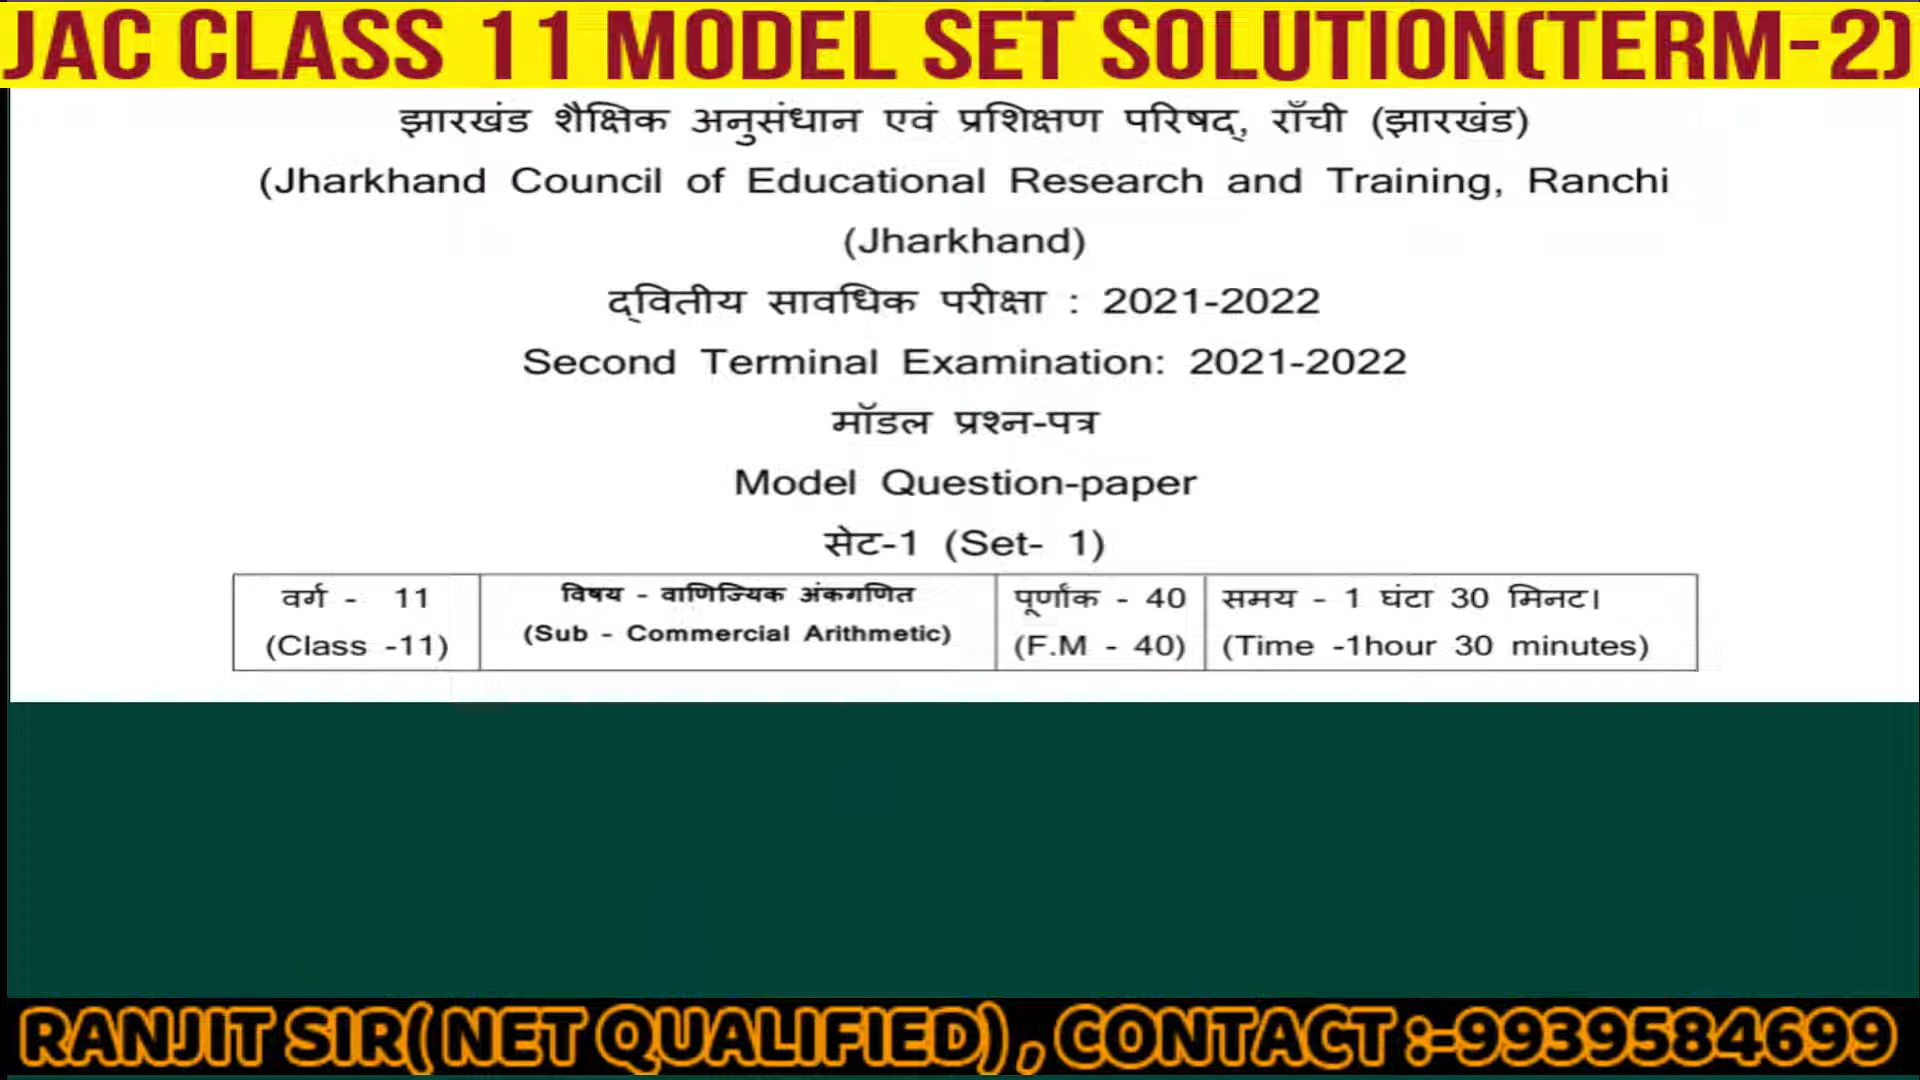 JAC CLASS 11 MODEL SET SOLUTION(TERM-2)
झारखंड शैक्षिक अनुसंधान एवं प्रशिक्षण परिषद्, राँची (झारखंड)
(Jharkhand Council of Educational Research and Training, Ranchi
(Jharkhand)
द्वितीय सावधिक परीक्षा : 2021-2022
Second Terminal Examination: 2021-2022
मॉडल प्रश्न-पत्र
Model Question-paper
सेट-1 (Set- 1)
वर्ग - 11
(Class -11)
विषय - वाणिज्यिक अंकगणित
(Sub - Commercial Arithmetic)
पूर्णांक - 40
(F.M - 40)
समय - 1 घंटा 30 मिनट।
(Time -1hour 30 minutes)
RANJIT SIR( NET QUALIFIED) , CONTACT :-9939584699